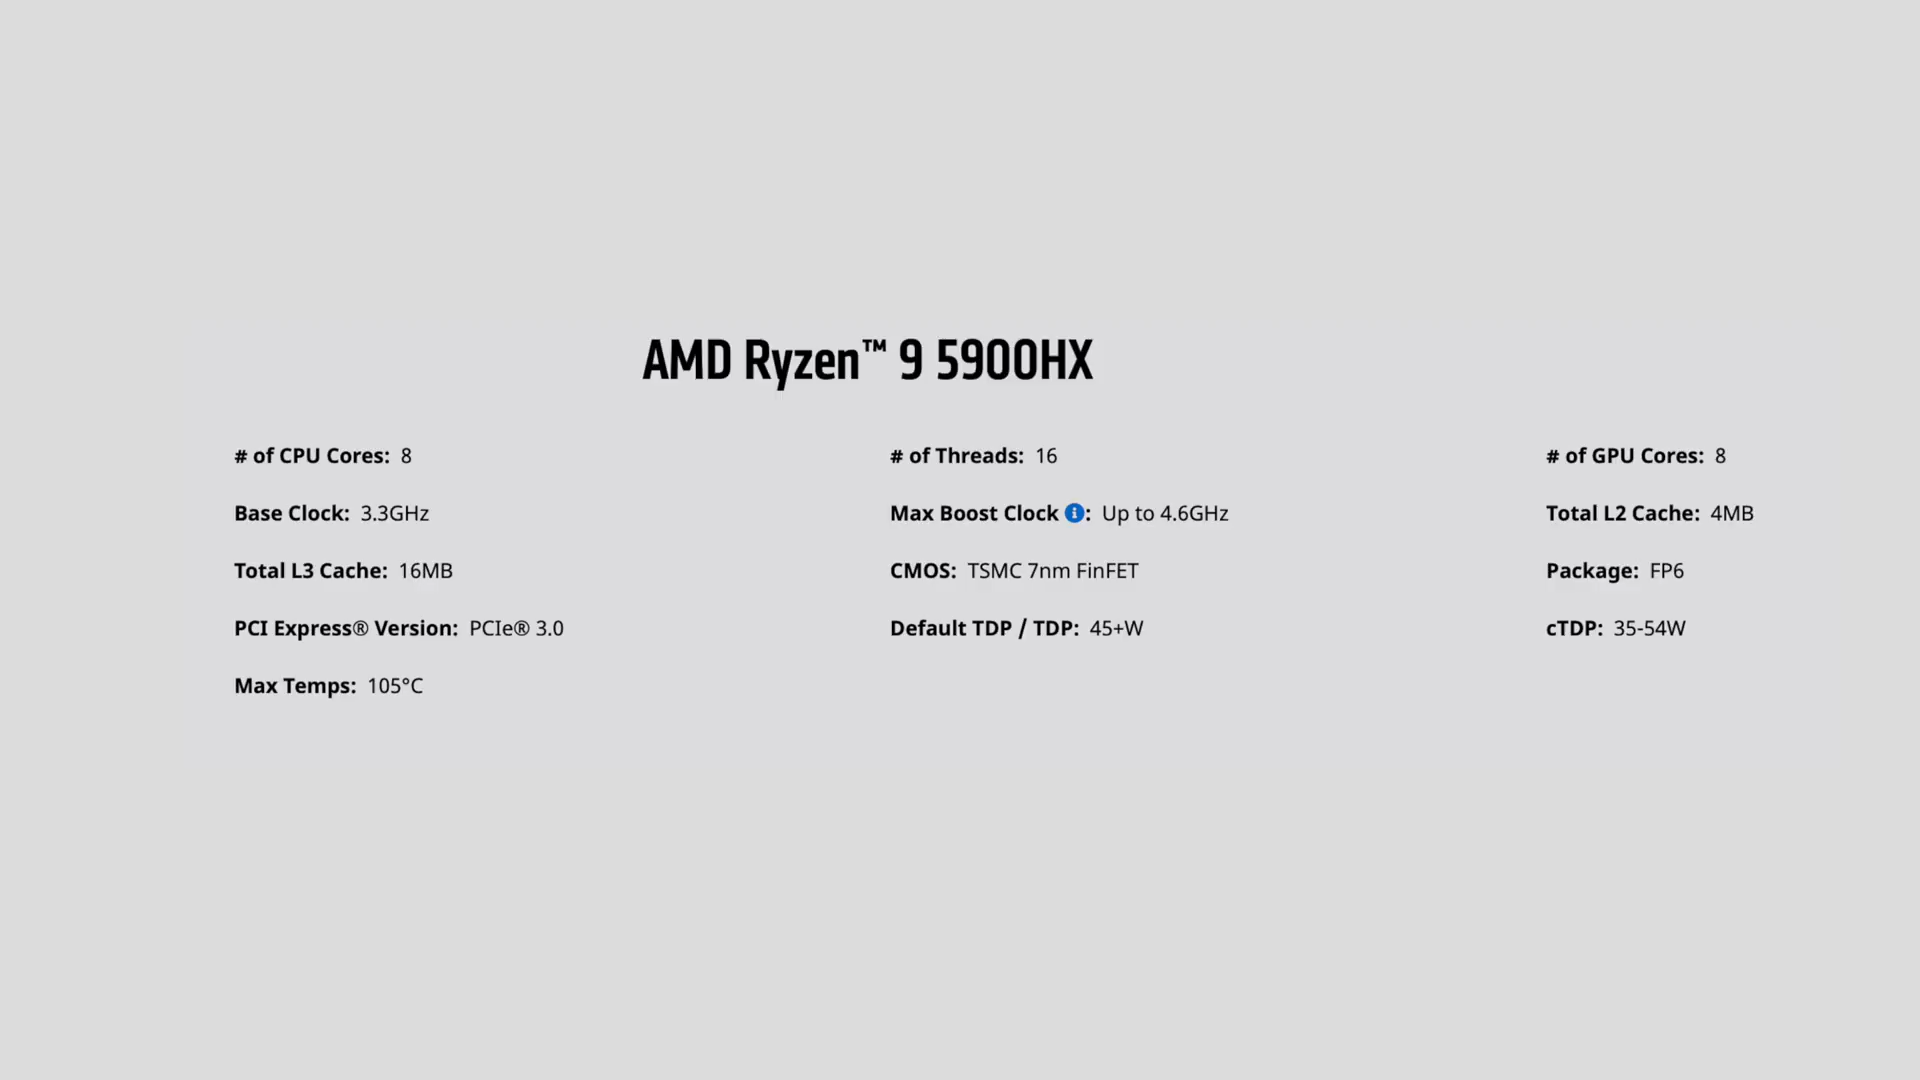 AMD Ryzen™ 9 5900HX
# of CPU Cores: 8
# of Threads: 16
# of GPU Cores: 8
Base Clock: 3.3GHz
Max Boost Clock : Up to 4.6GHz
Total L2 Cache: 4MB
Total L3 Cache: 16MB
CMOS: TSMC 7nm FinFET
Package: FP6
PCI Express® Version: PCIe® 3.0
Default TDP / TDP: 45+W
cTDP: 35-54W
Max Temps: 105°C